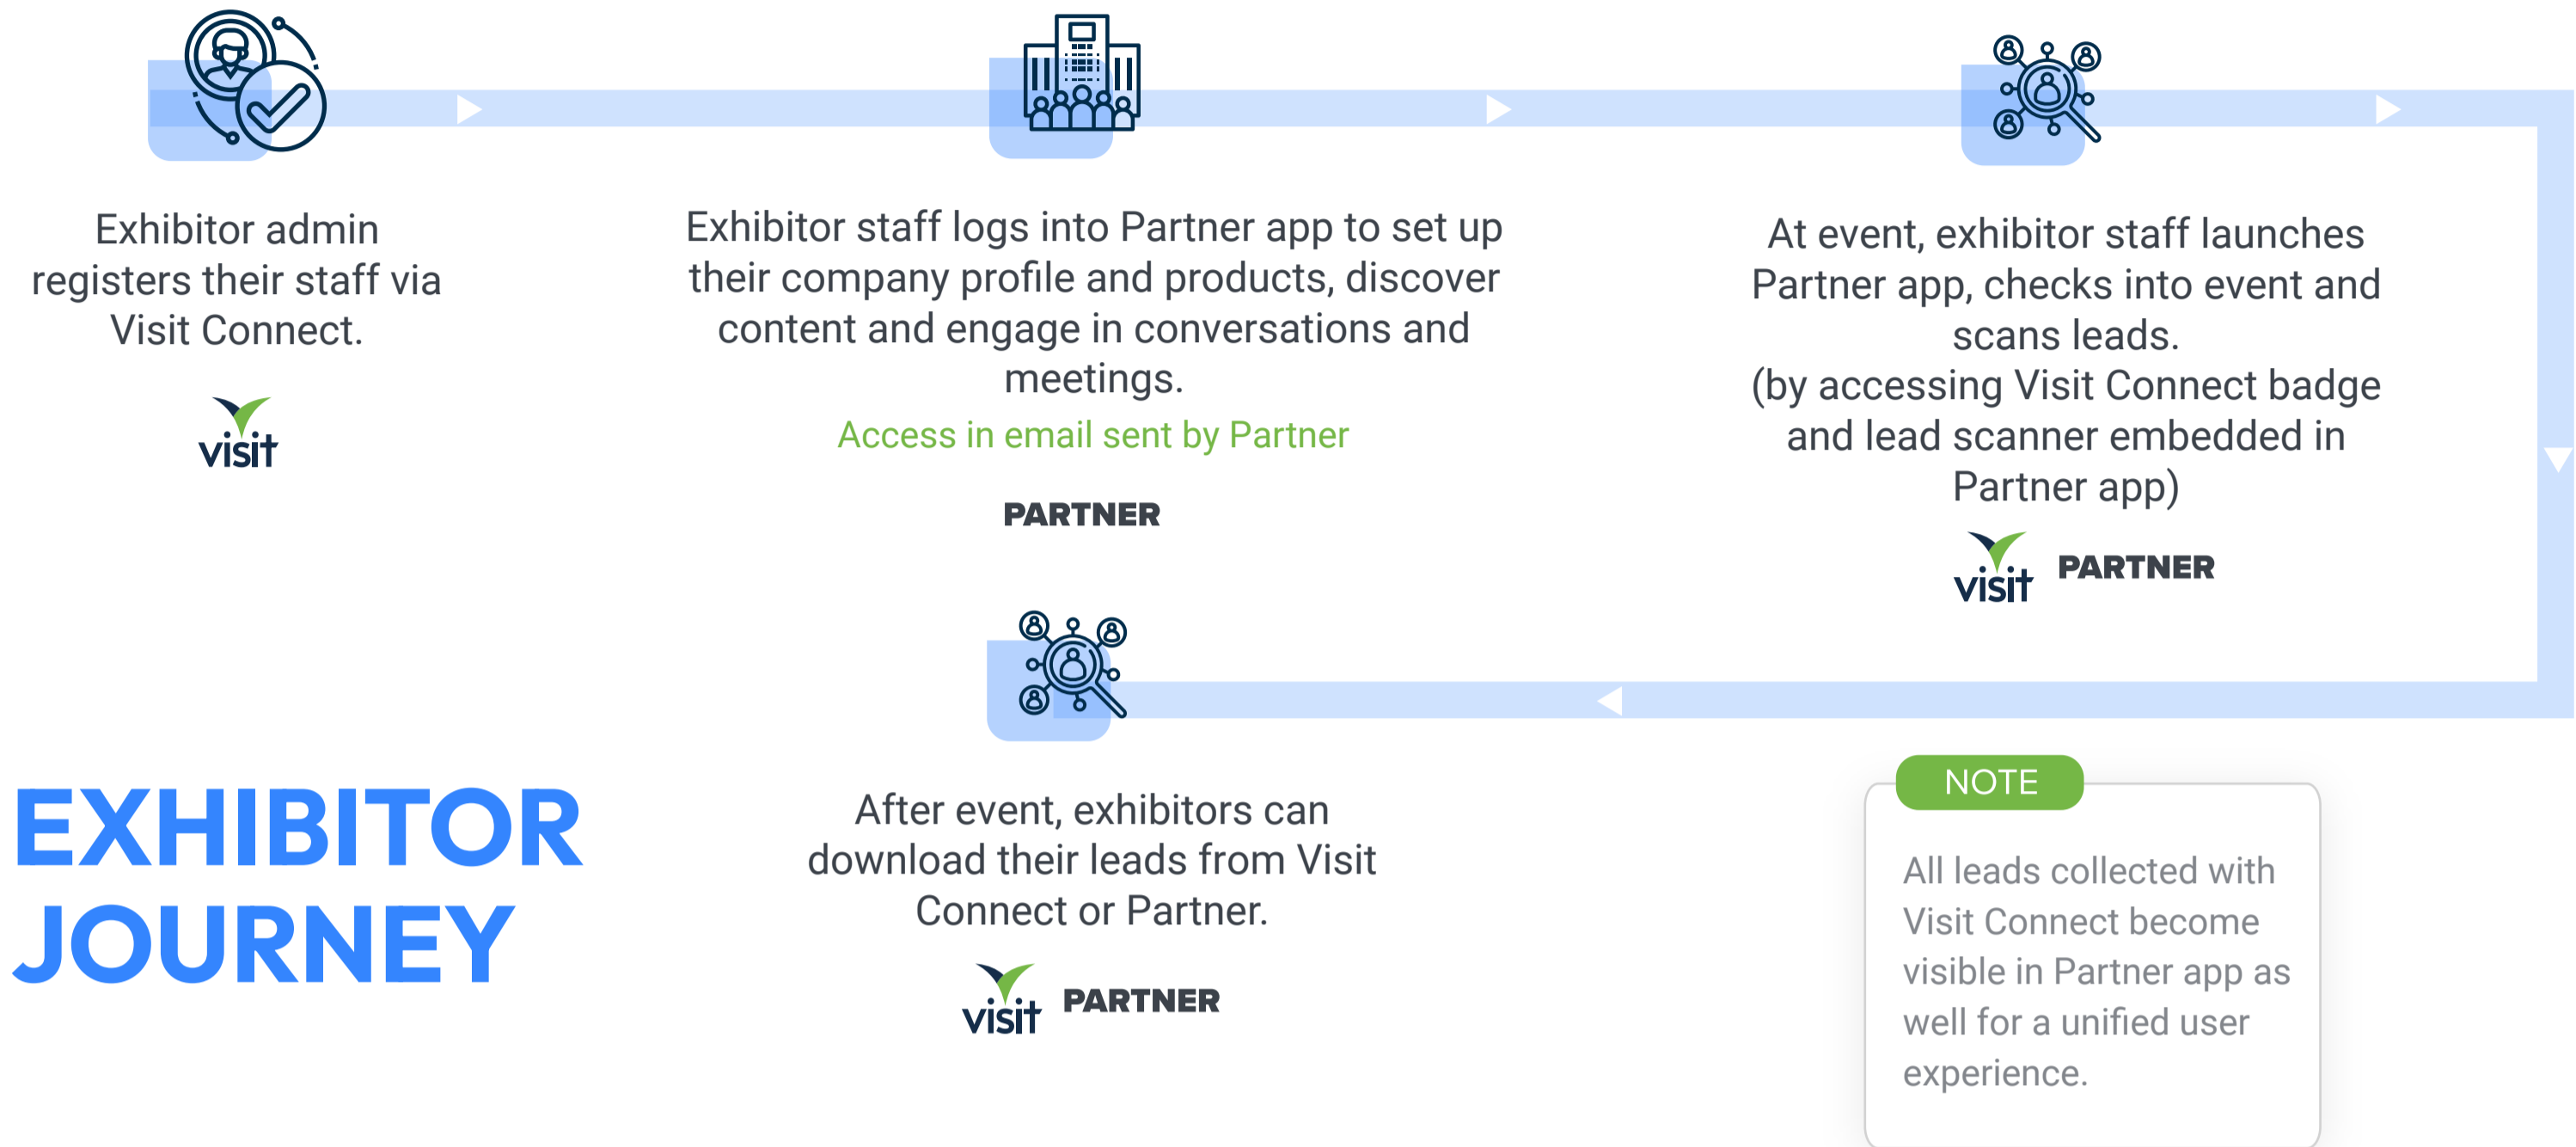 Exhibitor admin
registers their staff via
Visit Connect.
visit
Exhibitor staff logs into Partner app to set up
their company profile and products, discover
content and engage in conversations and
meetings.
Access in email sent by Partner
PARTNER
At event, exhibitor staff launches
Partner app, checks into event and
scans leads.
(by accessing Visit Connect badge
and lead scanner embedded in
Partner app)
visit PARTNER
After event, exhibitors can
download their leads from Visit
Connect or Partner.
visit PARTNER
EXHIBITOR
JOURNEY
NOTE
All leads collected with
Visit Connect become
visible in Partner app as
well for a unified user
experience.